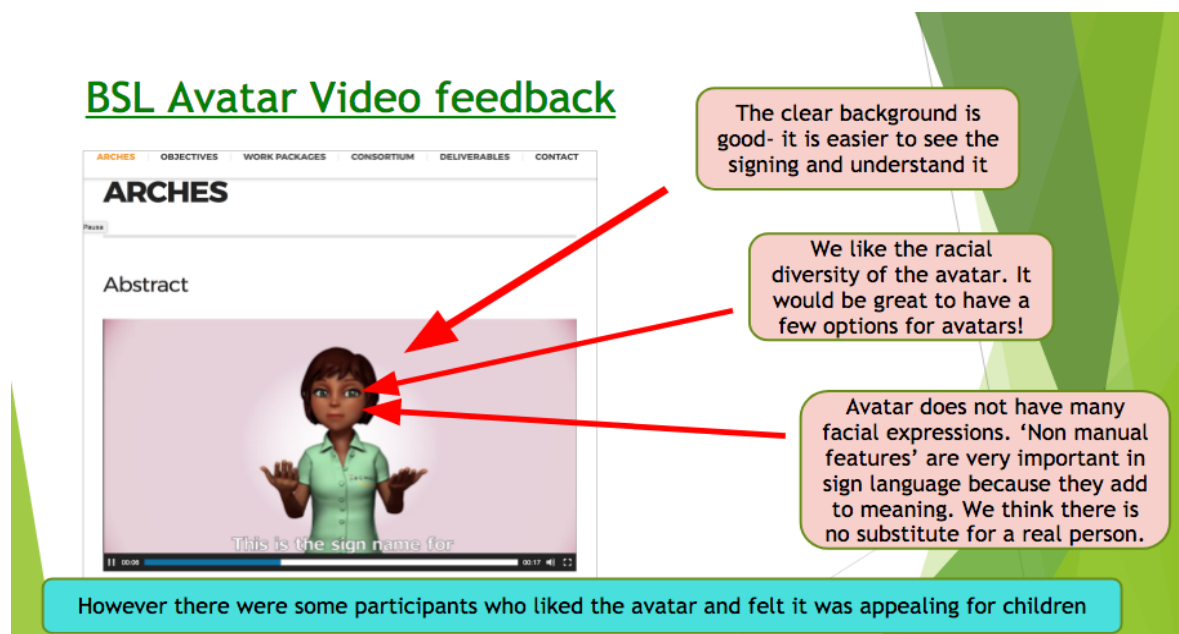 BSL Avatar Video feedback
The clear background is
good- it is easier to see the
signing and understand it
ARCHES OBJECTIVES WORK PACKAGES CONSORTIUM DELIVERABLES CONTACT
ARCHES
Pause
Abstract
We like the racial
diversity of the avatar. It
would be great to have a
few options for avatars!
Avatar does not have many
facial expressions. ‘Non manual
features’ are very important in
sign language because they add
to meaning. We think there is
no substitute for a real person.
This is the sign name for
00:06 00:17
However there were some participants who liked the avatar and felt it was appealing for children